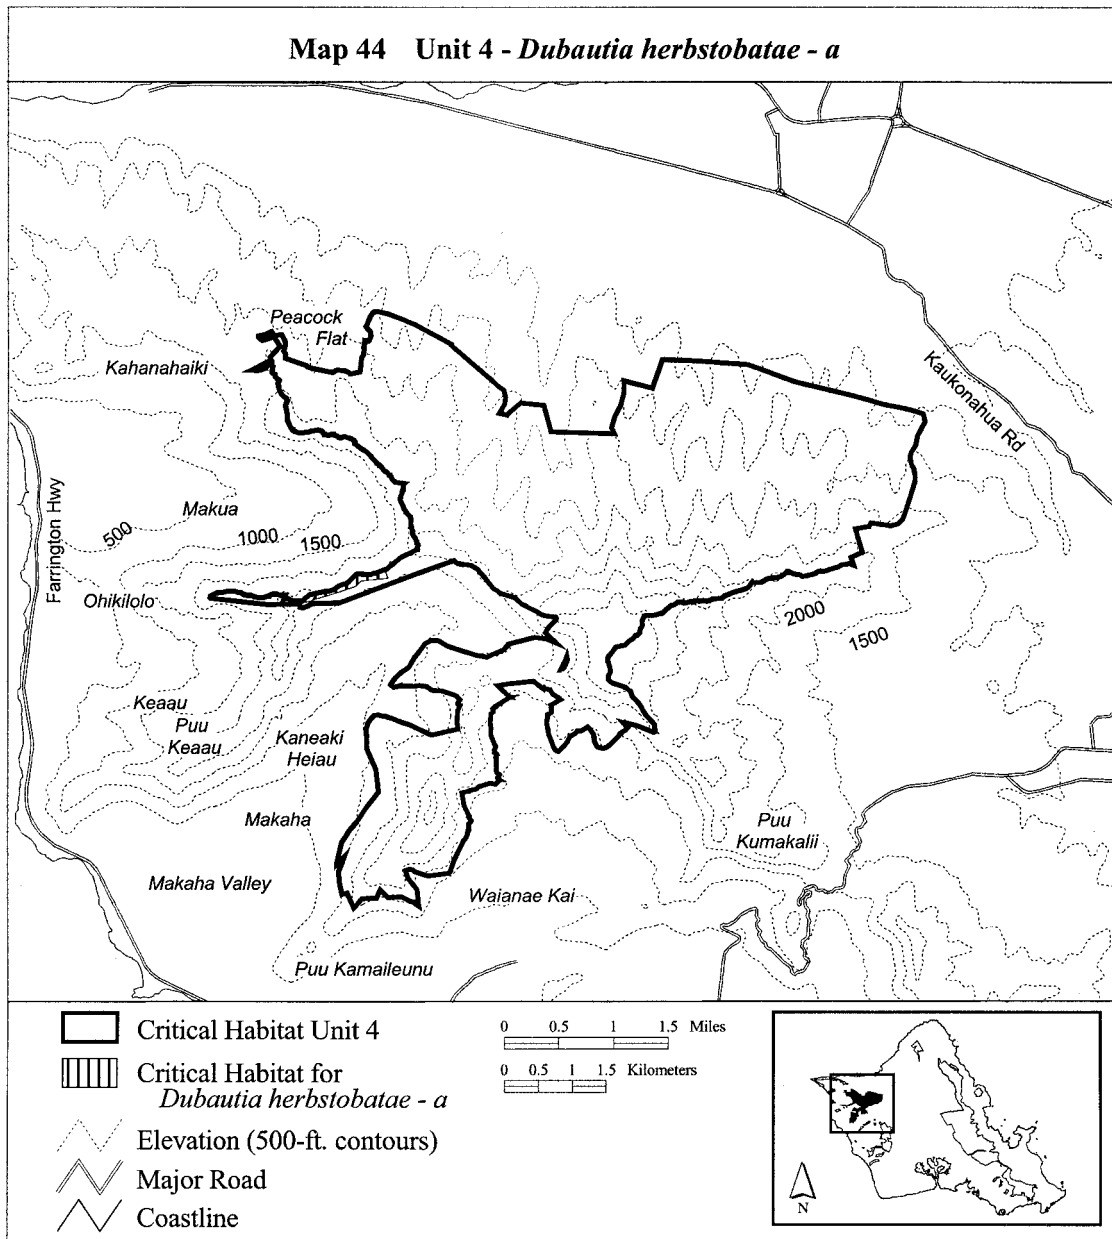 Map 44 Unit 4 - Dubautia herbstobatae - a
Peacock
Flat
Kahanahaiki
Kaukonahua Rd
Farrington Hwy
Makua
500
1000
1500
Ohikilolo
2000
1500
Keaau
Puu
Keaau
Kaneaki
Heiau
Makaha
Puu
Kumakalii
Makaha Valley
Waianae Kai
Puu Kamaileunu
Critical Habitat Unit 4
Critical Habitat for
Dubautia herbstobatae - a
Elevation (500-ft. contours)
Major Road
Coastline
0 0.5 1 1.5 Miles
0 0.5 1 1.5 Kilometers
N